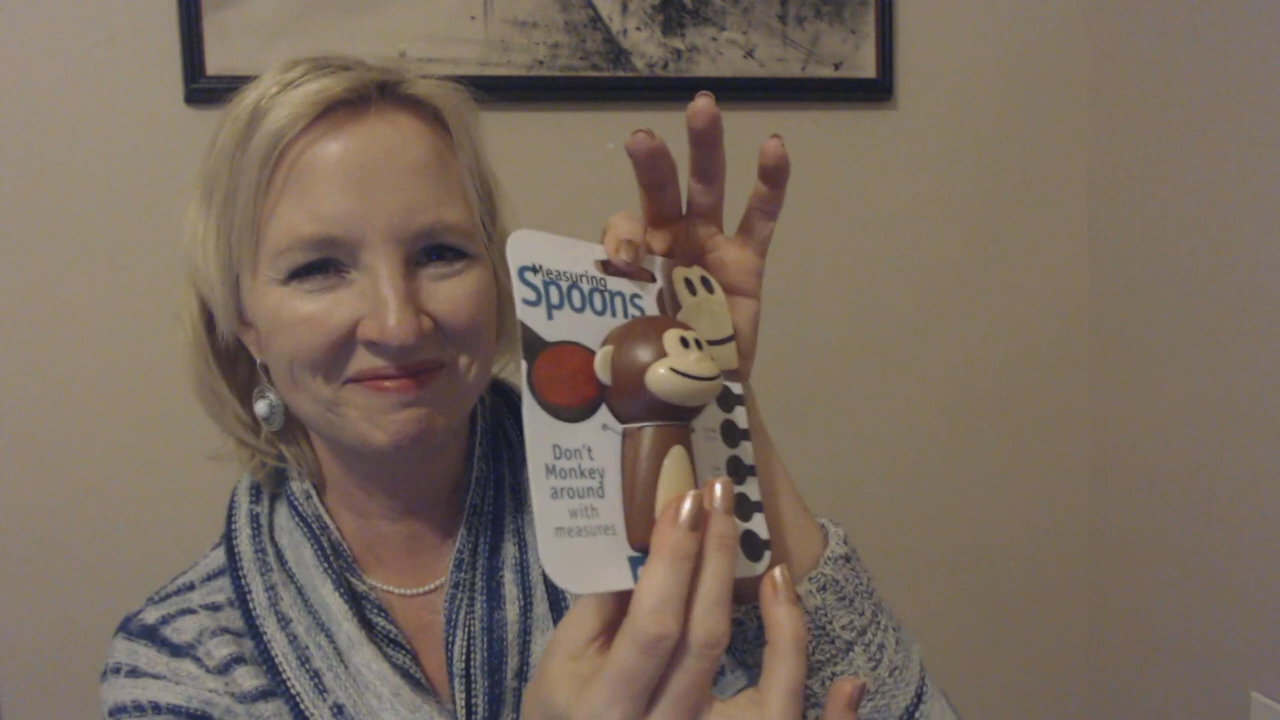 Measuring
Spoons
Don't
Monkey
around
with
measures